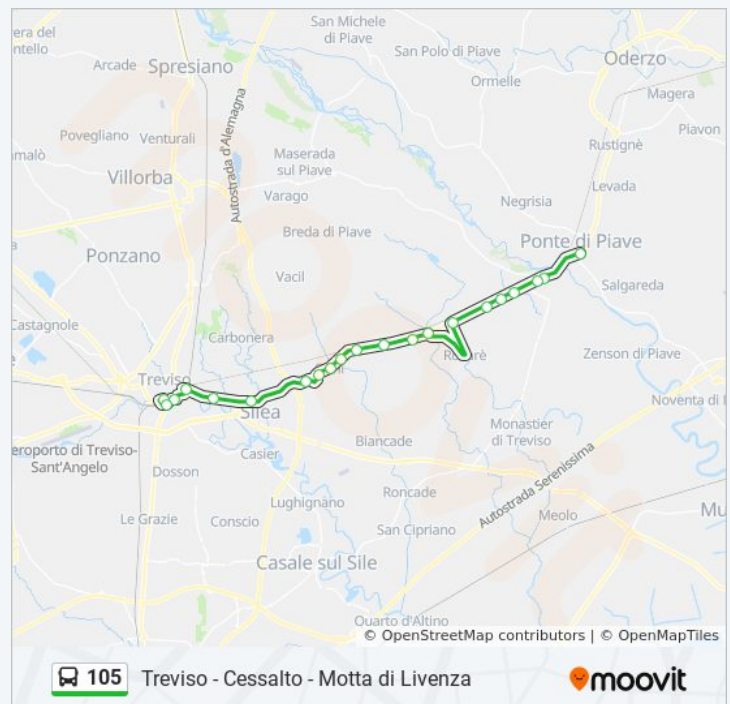 San Michele
di Piave
era del
ntello
Arcade
Spresiano
San Polo di Piave
Oderzo
Ormelle
Magera
Autostrada d'Alemagna
Povegliano
Venturali
Piavon
Rustignè
Maserada
sul Piave
malò
Villorba
Levada
Varago
Negrisia
Breda di Piave
Ponte di Piave
Ponzano
Vacil
Salgareda
Castagnole
Carbonera
Zenson di Piave
Treviso
Noventa di
Silea
Monastier
di Treviso
Biancade
eroporto di Treviso-
Sant'Angelo
Casier
Dosson
Roncade
Autostrada Serenissima
Lughignano
Mu
Le Grazie
Conscio
San Cipriano
Meolo
Casale sul Sile
Quarto d'Altino
© OpenStreetMap contributors | © OpenMapTiles
105
Treviso - Cessalto - Motta di Livenza
moovit